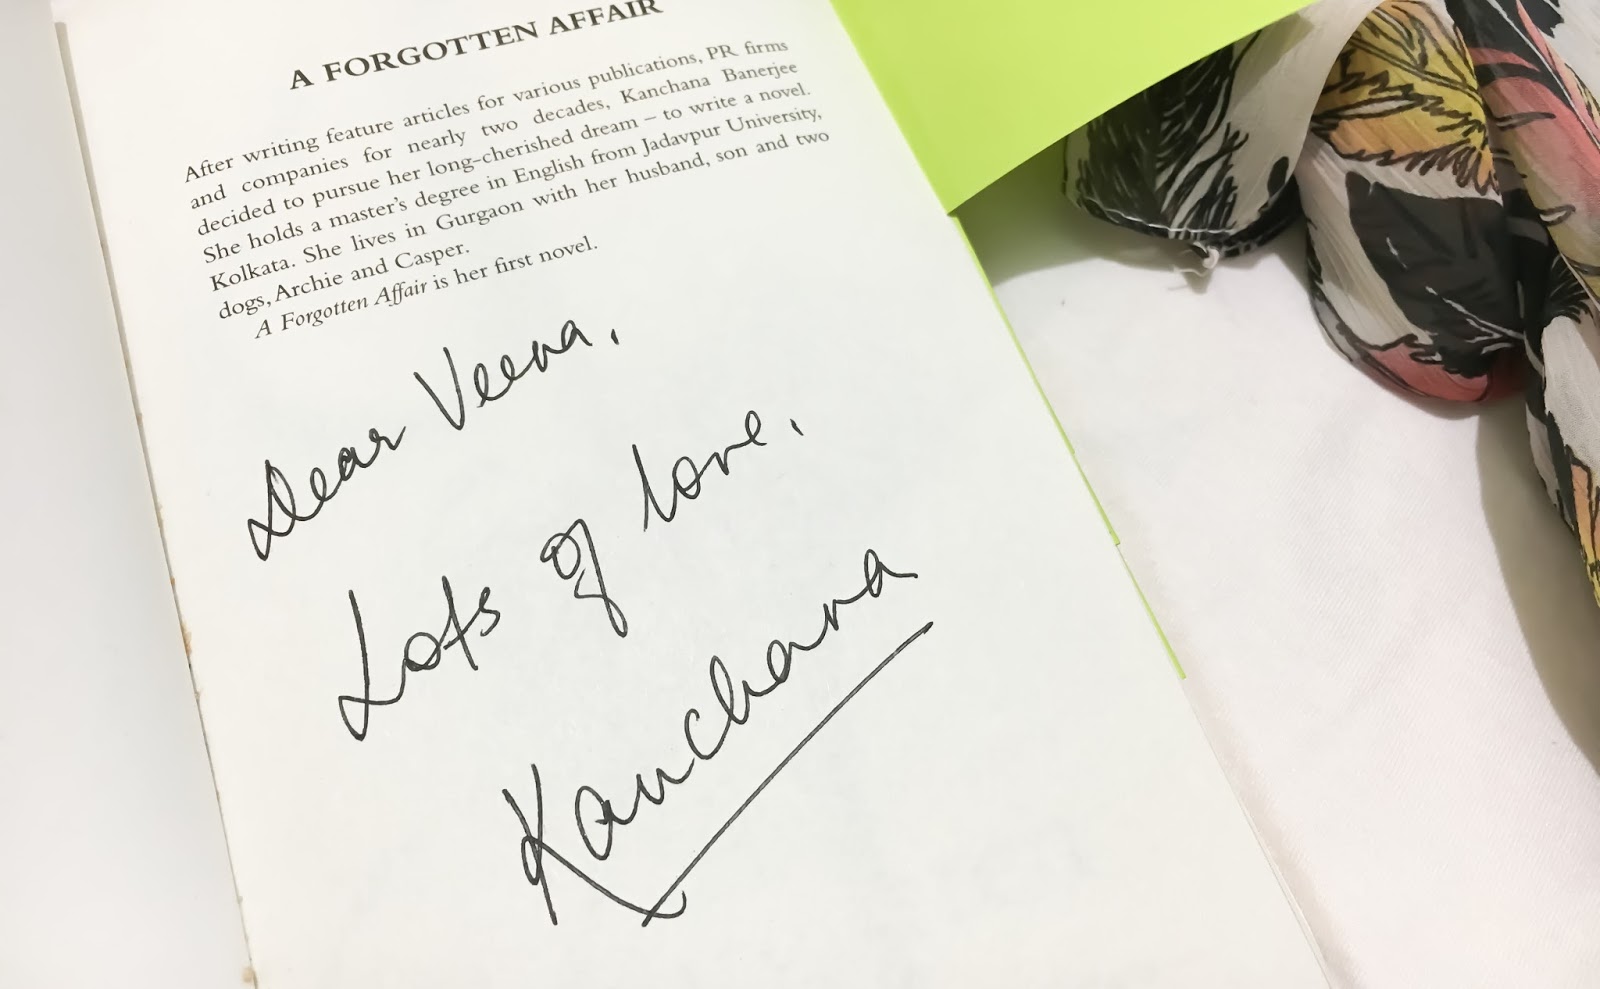 A FORGOTTEN AFFAIR
After writing feature articles for various publications, PR firms
and companies for nearly two decades, Kanchana Banerjee
decided to pursue her long-cherished dream – to write a novel.
She holds a master's degree in English from Jadavpur University,
Kolkata. She lives in Gurgaon with her husband, son and two
dogs, Archie and Casper.
A Forgotten Affair is her first novel.
Dear Veena,
Lots of love,
Kanchana